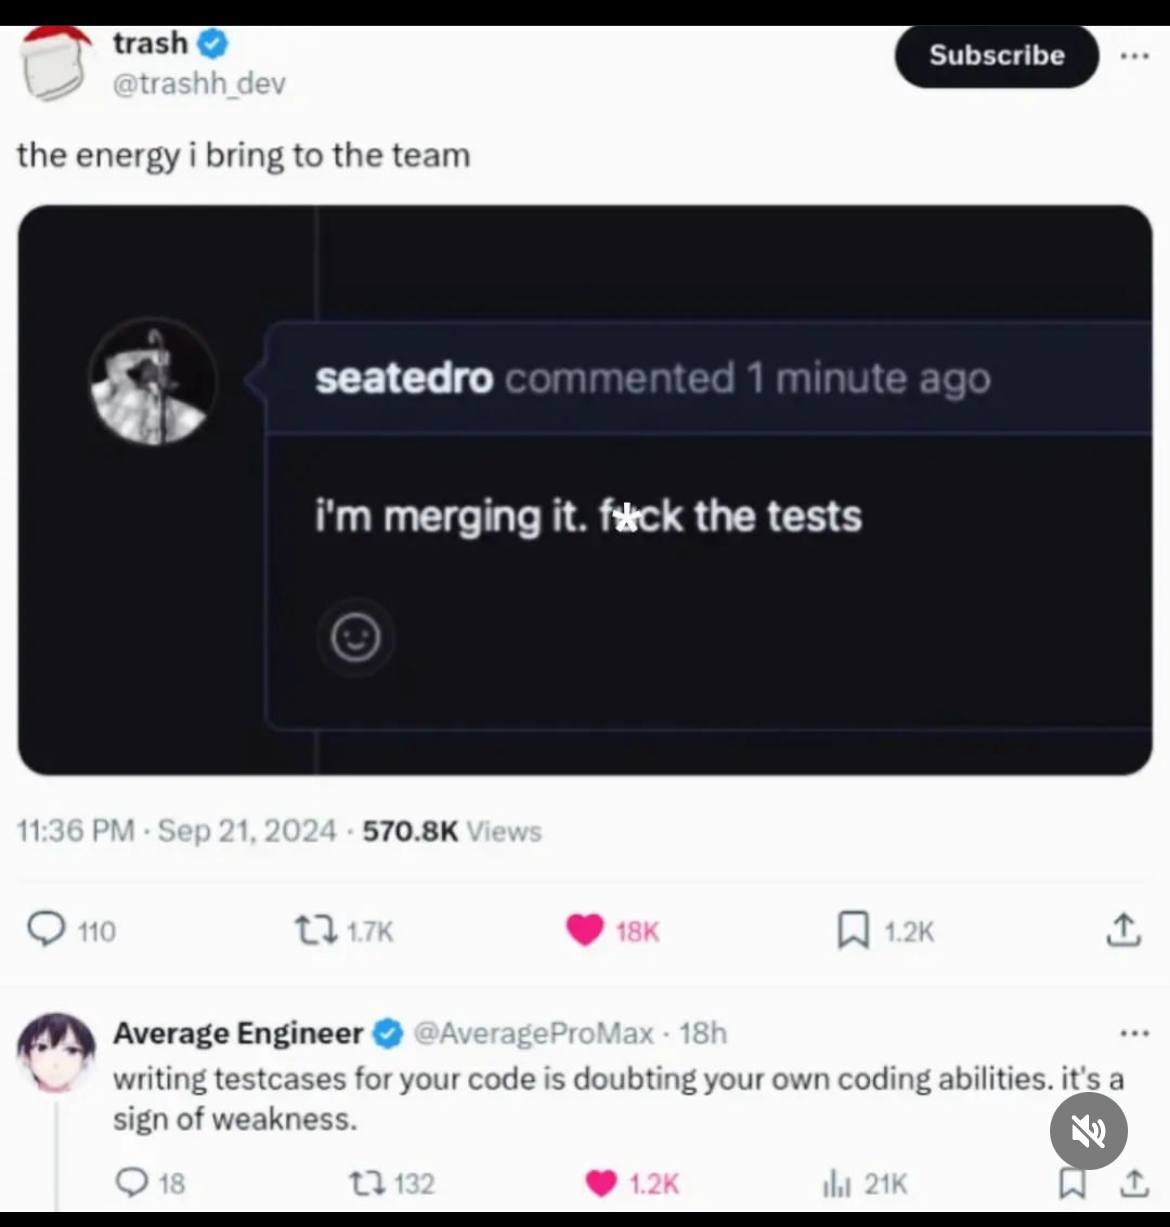 trash
Subscribe
@trashh_dev
the energy i bring to the team
seatedro commented 1 minute ago
i'm merging it. f*ck the tests
11:36 PM · Sep 21, 2024 · 570.8K Views
110 1.7K 18K 1.2K
Average Engineer @AverageProMax · 18h
writing testcases for your code is doubting your own coding abilities. it's a
sign of weakness.
18 132 1.2K 21K